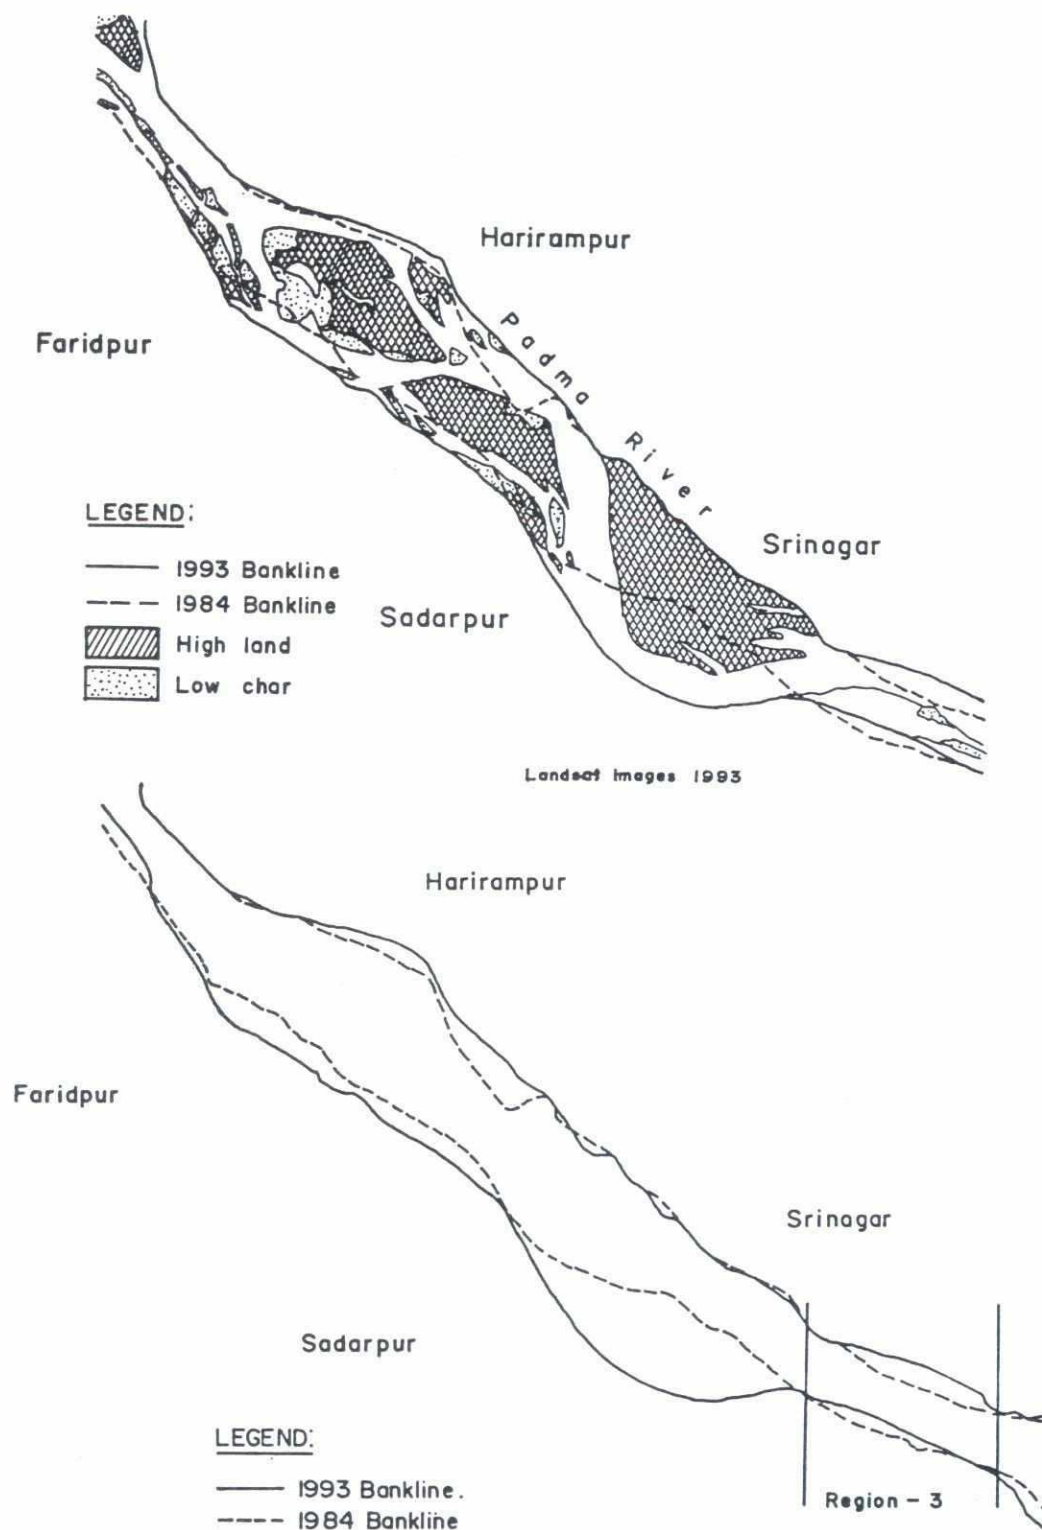 Harirampur
Faridpur
Padma River
Srinagar
LEGEND:
1993 Bankline
1984 Bankline
High land
Low char
Sadarpur
Landsat Images 1993
Harirampur
Faridpur
Srinagar
Sadarpur
LEGEND:
1993 Bankline.
1984 Bankline
Region - 3